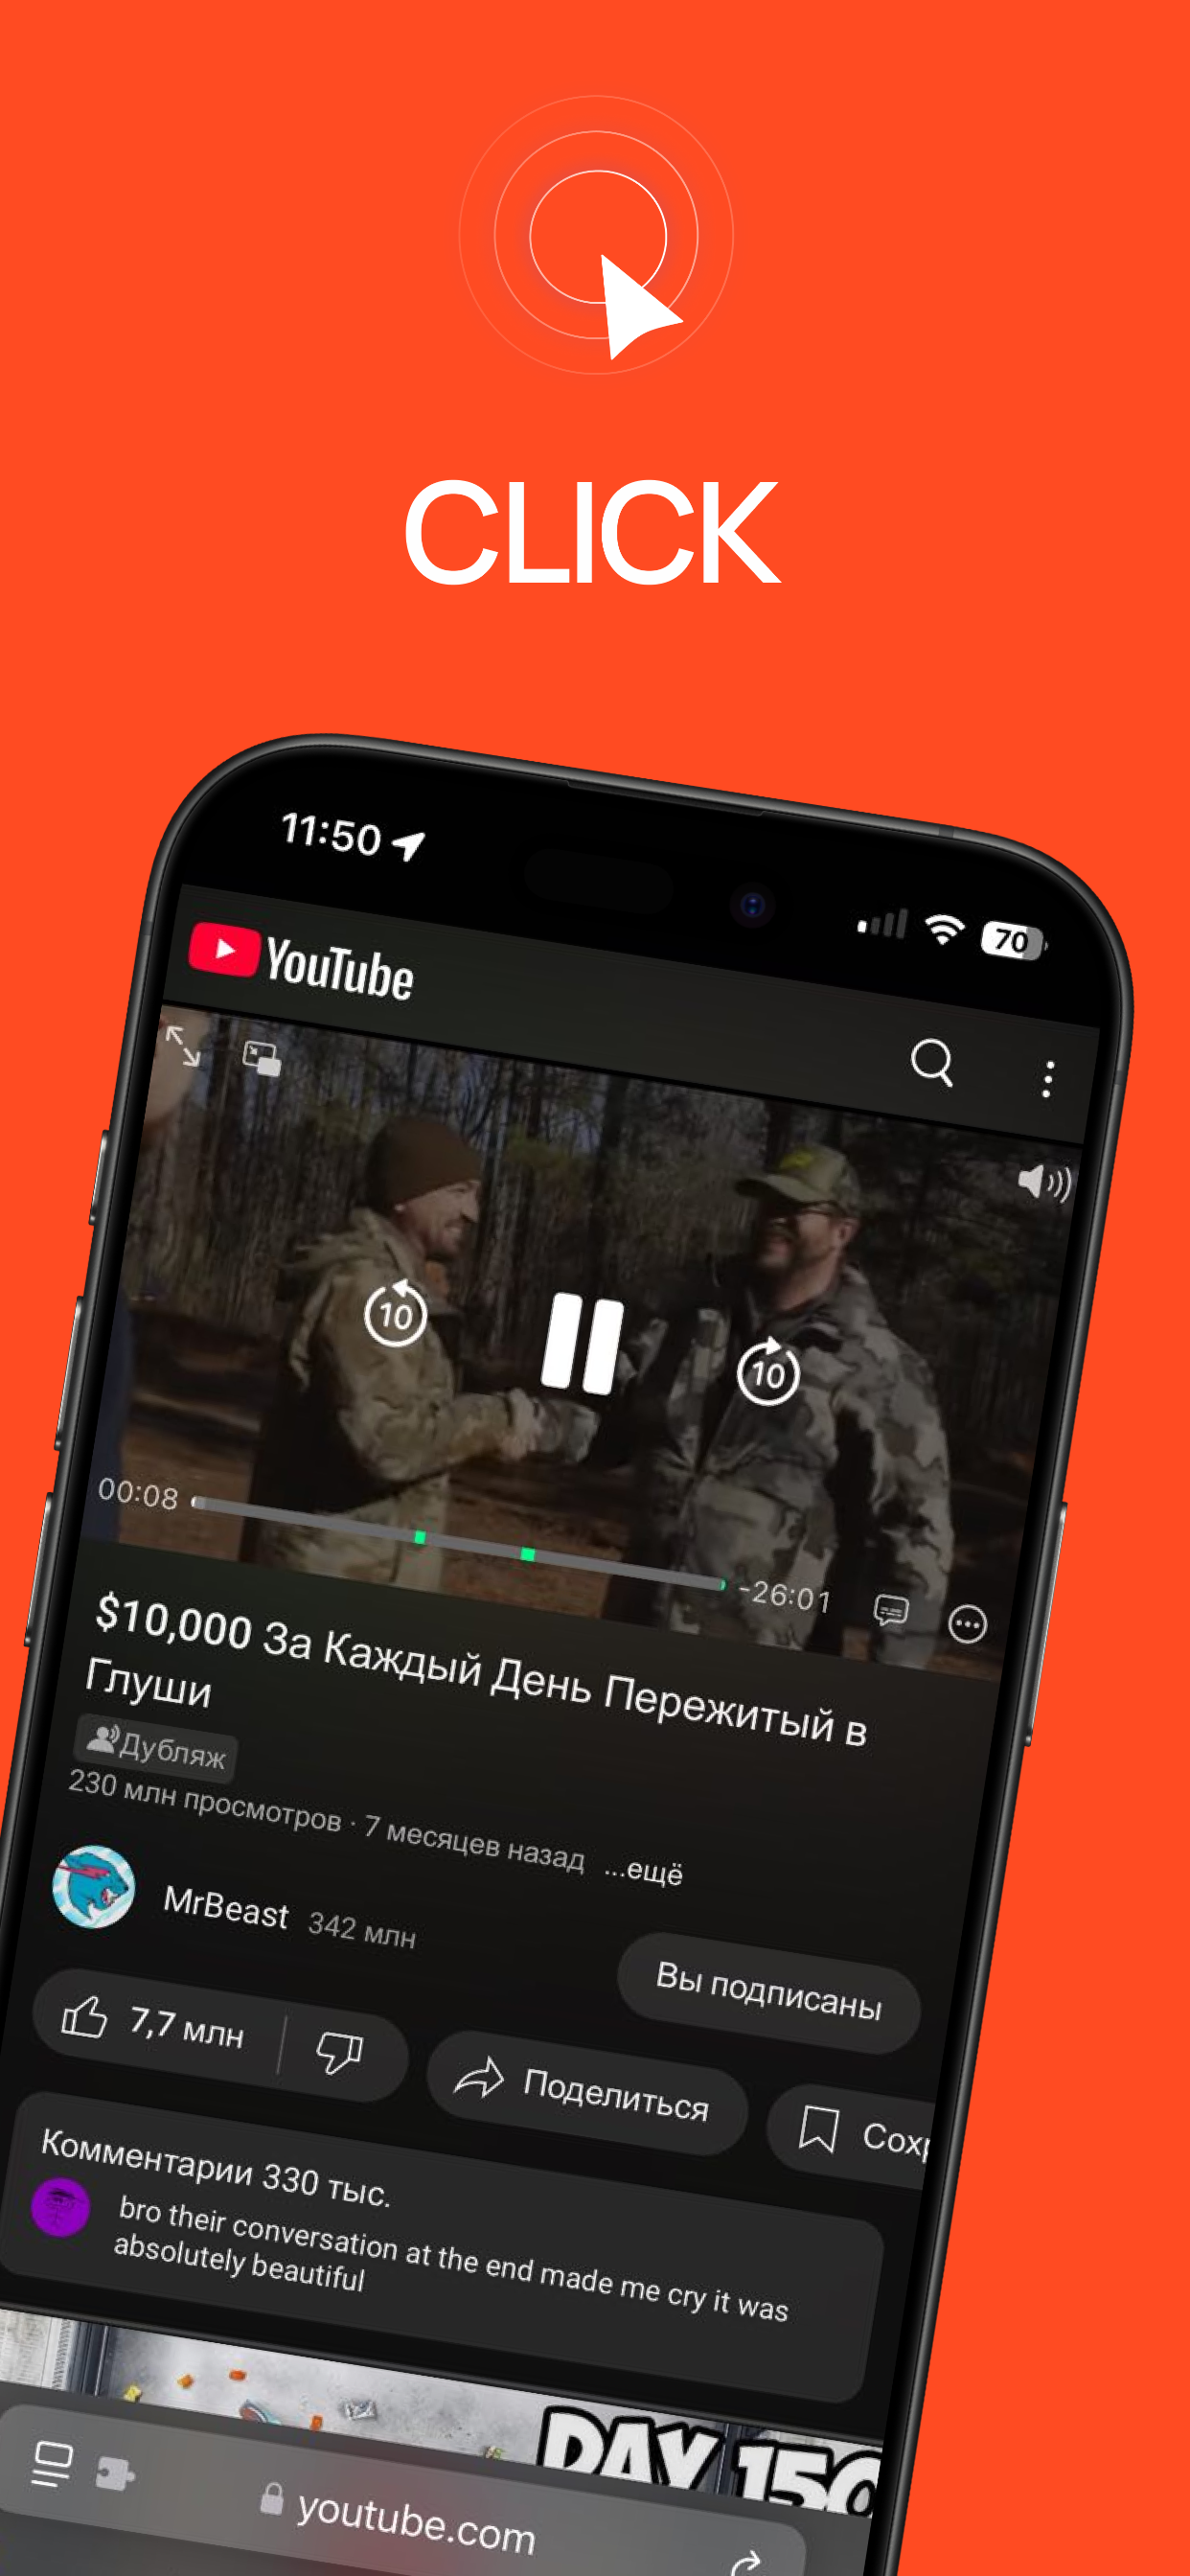 CLICK
11:50
70
YouTube
10
10
00:08
-26:01
$10,000 За Каждый День Пережитый в
Глуши
Дубляж
230 млн просмотров · 7 месяцев назад ...ещё
MrBeast 342 млн
Вы подписаны
7,7 млн
Поделиться
Сохр
Комментарии 330 тыс.
bro their conversation at the end made me cry it was
absolutely beautiful
DAY 150
youtube.com